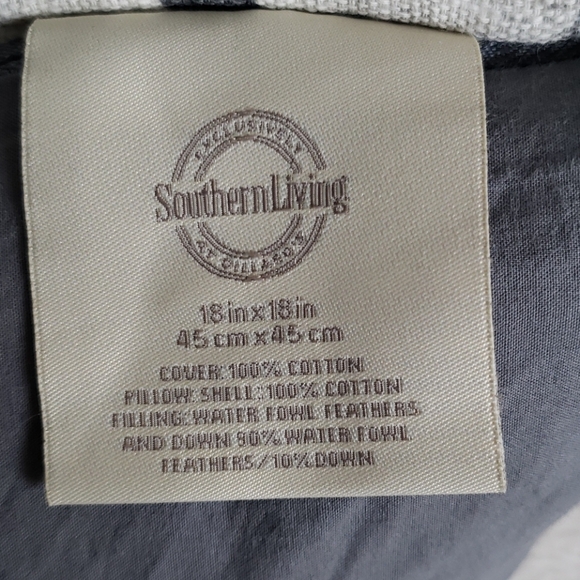 EXCLUSIVELY
Southern Living
AT DILLARD'S
18 in x 18 in
45 cm x 45 cm
COVER: 100% COTTON
PILLOW SHELL: 100% COTTON
FILLING: WATER FOWL FEATHERS
AND DOWN 90% WATER FOWL
FEATHERS/10% DOWN